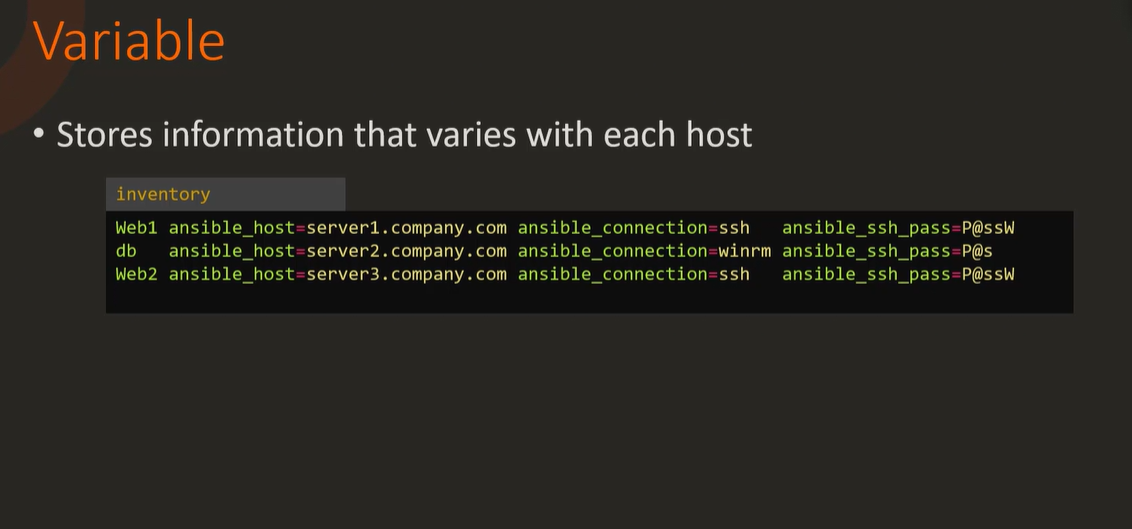 Variable
• Stores information that varies with each host
inventory
Web1 ansible_host=server1.company.com ansible_connection=ssh   ansible_ssh_pass=P@ssW
db   ansible_host=server2.company.com ansible_connection=winrm ansible_ssh_pass=P@s
Web2 ansible_host=server3.company.com ansible_connection=ssh   ansible_ssh_pass=P@ssW